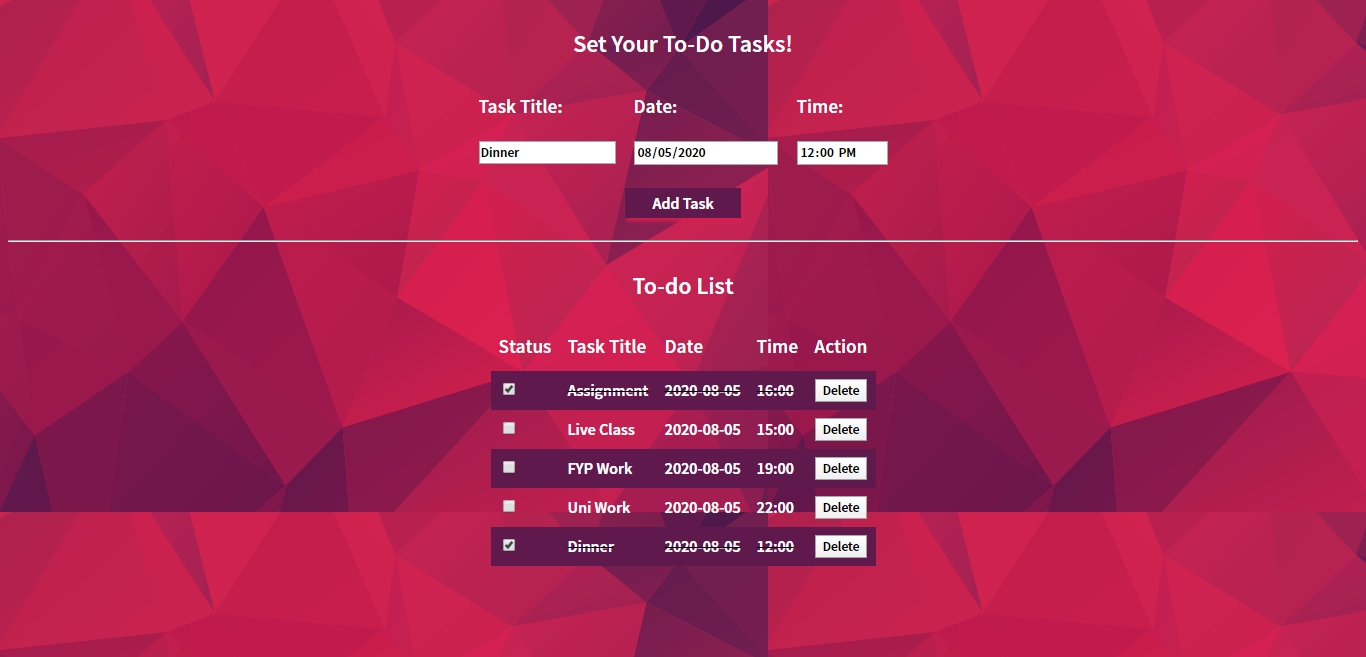 Set Your To-Do Tasks!
Task Title: Date: Time:
Dinner 08/05/2020 12:00 PM
Add Task
To-do List
Status Task Title Date Time Action
Assignment 2020-08-05 16:00 Delete
Live Class 2020-08-05 15:00 Delete
FYP Work 2020-08-05 19:00 Delete
Uni Work 2020-08-05 22:00 Delete
Dinner 2020-08-05 12:00 Delete